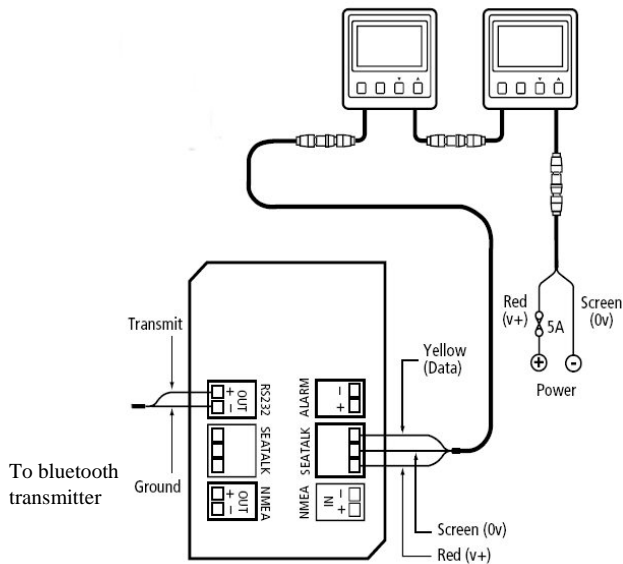 Red
(v+)
5A
Screen
(0v)
+
-
Power
Transmit
Yellow
(Data)
+
-
OUT
RS232
ALARM
-
+
SEATALK
SEATALK
To bluetooth
transmitter
Ground
+
-
OUT
NMEA
NMEA
IN
-
+
Screen (0v)
Red (v+)